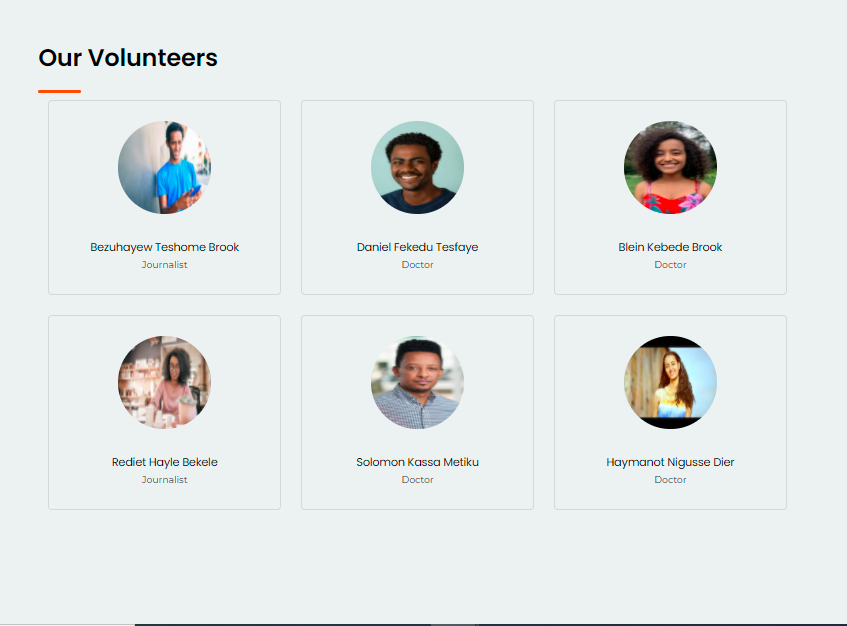 Our Volunteers
Bezuhayew Teshome Brook
Journalist
Daniel Fekedu Tesfaye
Doctor
Blein Kebede Brook
Doctor
Rediet Hayle Bekele
Journalist
Solomon Kassa Metiku
Doctor
Haymanot Nigusse Dier
Doctor